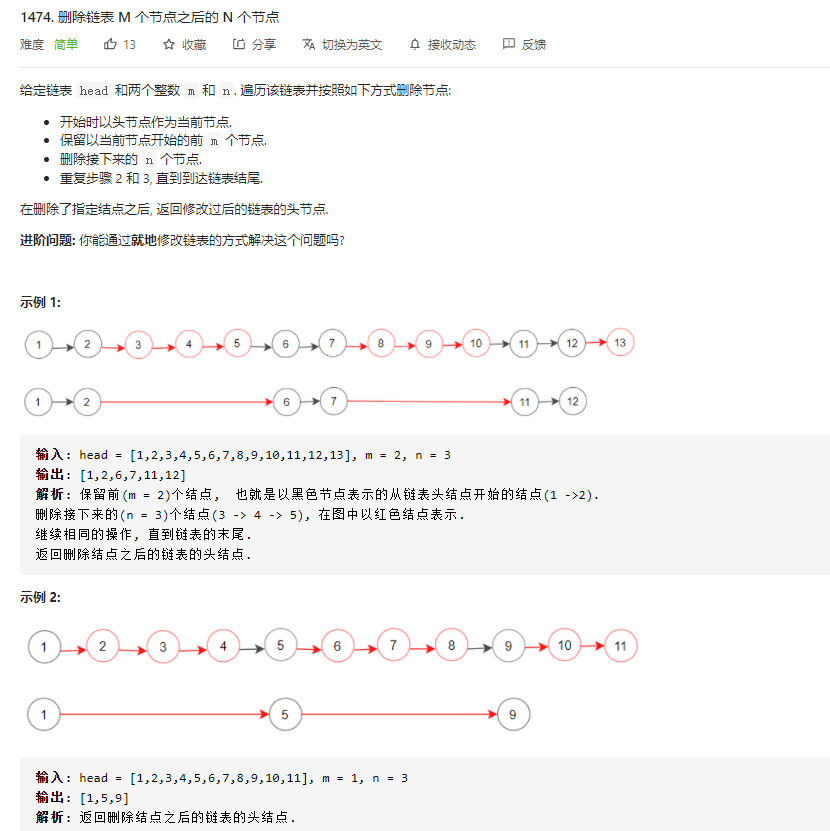 1474. 删除链表 M 个节点之后的 N 个节点
难度 简单 13 收藏 分享 切换为英文 接收动态 反馈
给定链表 head 和两个整数 m 和 n. 遍历该链表并按照如下方式删除节点:
开始时以头节点作为当前节点.
保留以当前节点开始的前 m 个节点.
删除接下来的 n 个节点.
重复步骤 2 和 3, 直到到达链表结尾.
在删除了指定结点之后, 返回修改过后的链表的头节点.
进阶问题: 你能通过就地修改链表的方式解决这个问题吗?
示例 1:
1 2 3 4 5 6 7 8 9 10 11 12 13
1 2 6 7 11 12
输入: head = [1,2,3,4,5,6,7,8,9,10,11,12,13], m = 2, n = 3
输出: [1,2,6,7,11,12]
解析: 保留前(m = 2)个结点, 也就是以黑色节点表示的从链表头结点开始的结点(1 ->2).
删除接下来的(n = 3)个结点(3 -> 4 -> 5), 在图中以红色结点表示.
继续相同的操作, 直到链表的末尾.
返回删除结点之后的链表的头结点.
示例 2:
1 2 3 4 5 6 7 8 9 10 11
1 5 9
输入: head = [1,2,3,4,5,6,7,8,9,10,11], m = 1, n = 3
输出: [1,5,9]
解析: 返回删除结点之后的链表的头结点.